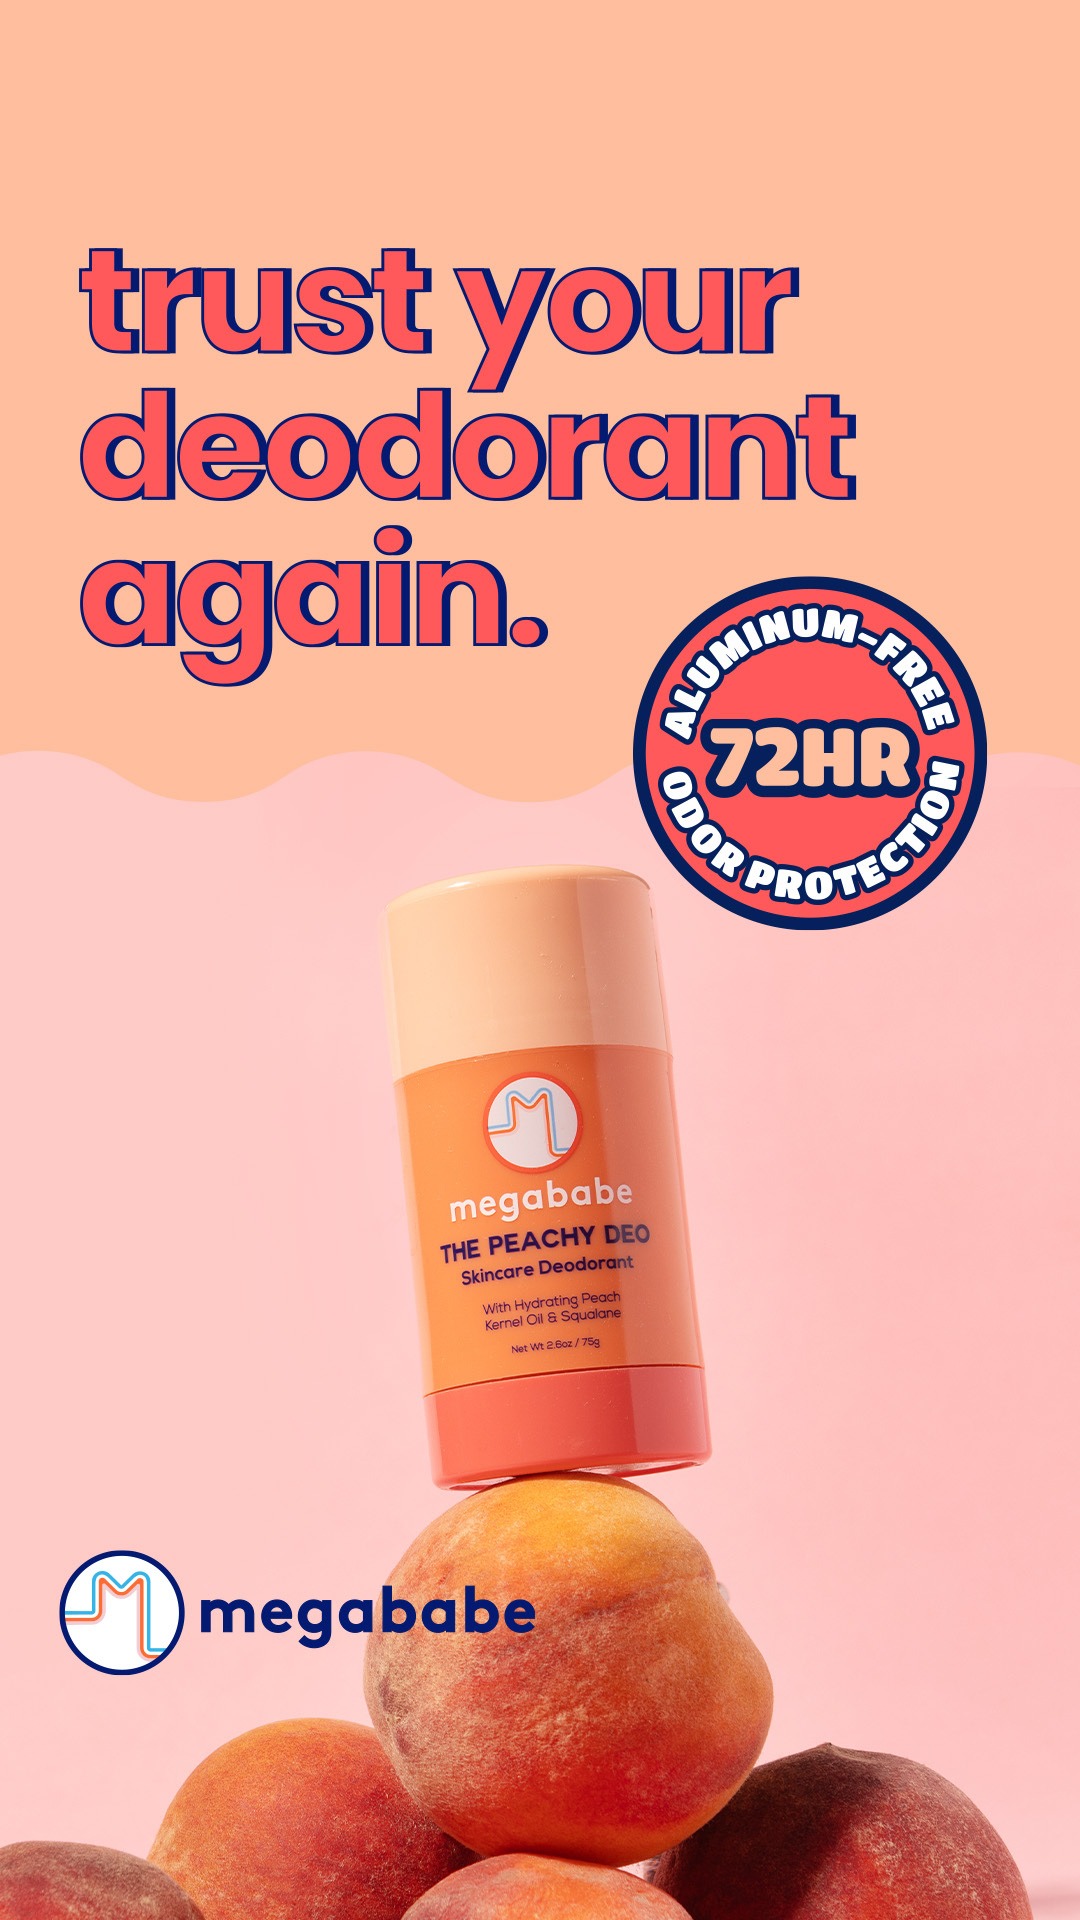 trust your
deodorant
again.
ALUMINUM-FREE
72HR
ODOR PROTECTION
megababe
THE PEACHY DEO
Skincare Deodorant
With Hydrating Peach
Kernel Oil & Squalane
Net Wt 2.6oz / 75g
megababe